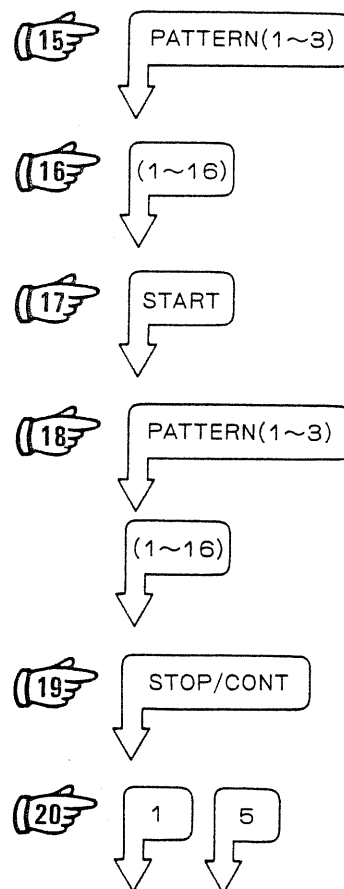 15 PATTERN(1~3)
16 (1~16)
17 START
18 PATTERN(1~3)
(1~16)
19 STOP/CONT
20 1 5